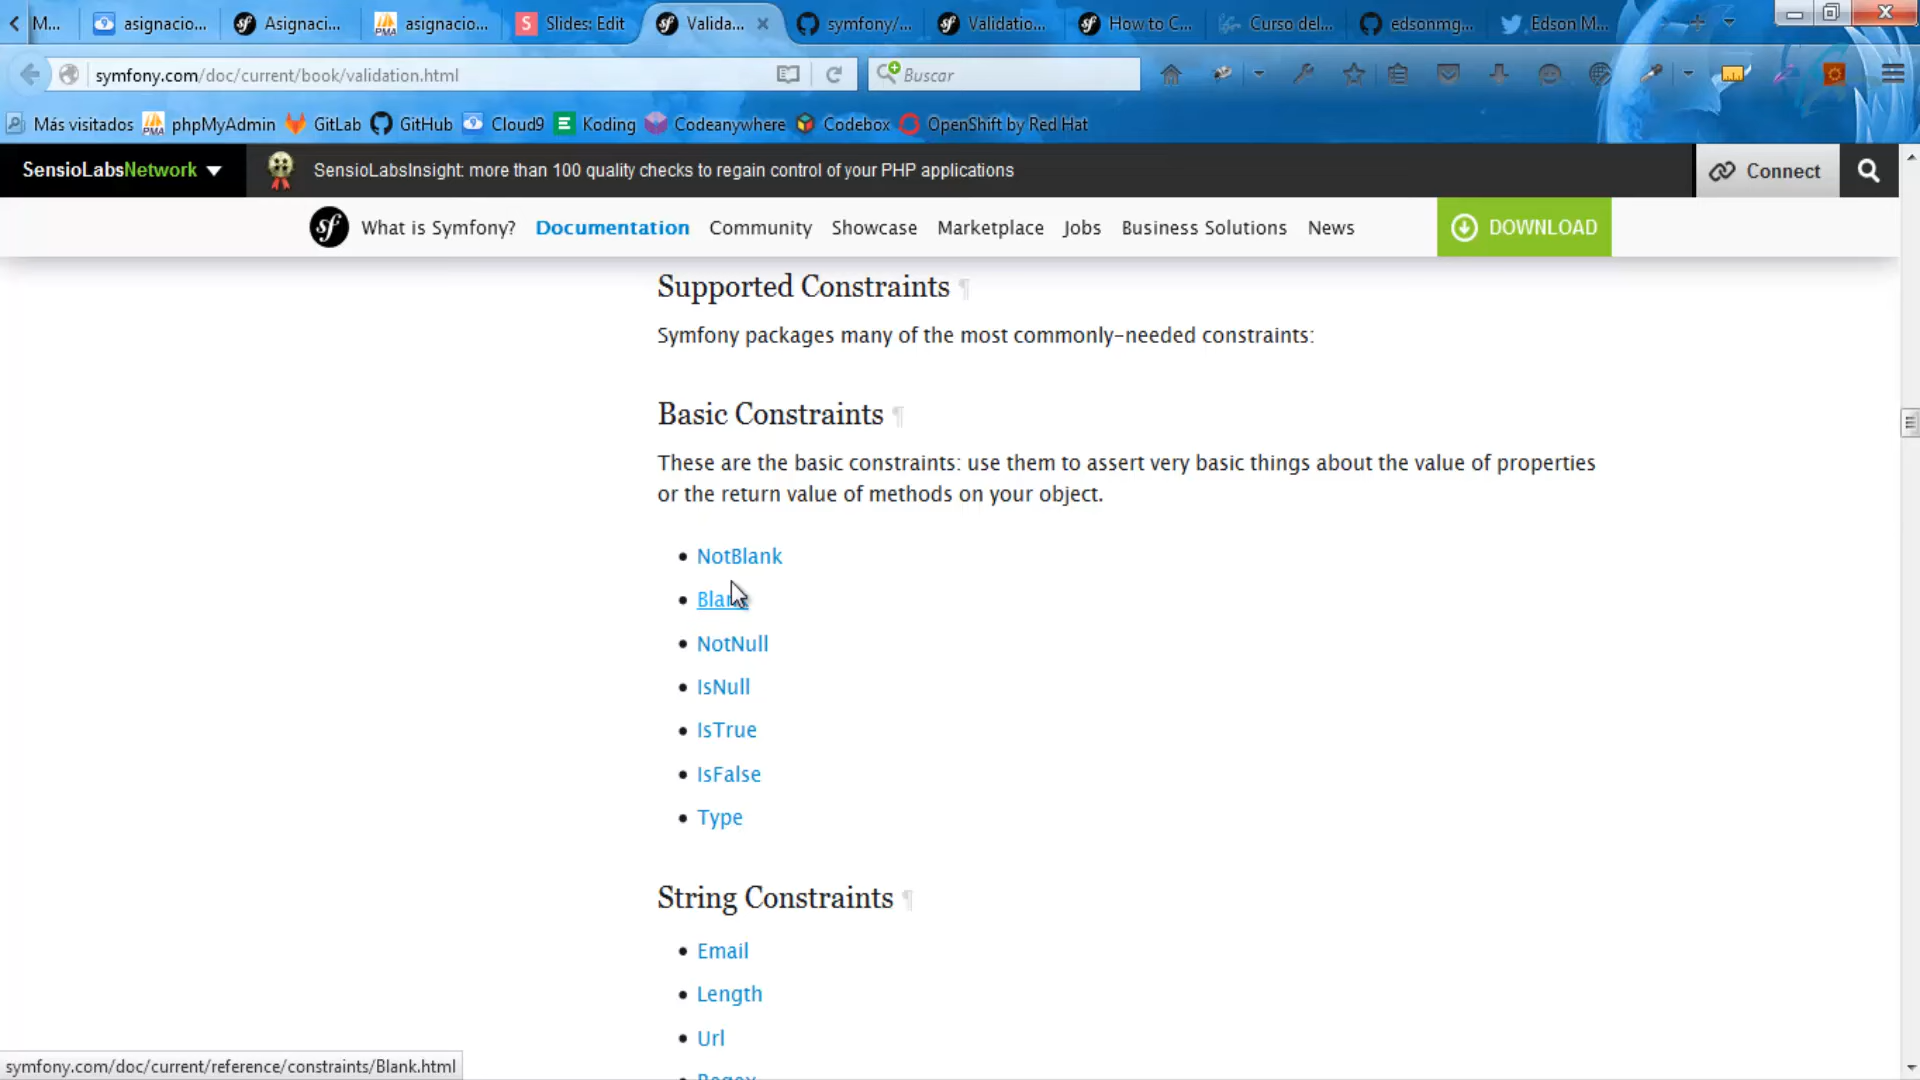 M...
asignacio...
Asignaci...
asignacio...
Slides: Edit
Valida...
symfony/...
Validatio...
How to C...
Curso del...
edsonmg...
Edson M...
symfony.com/doc/current/book/validation.html
Buscar
Más visitados
phpMyAdmin
GitLab
GitHub
Cloud9
Koding
Codeanywhere
Codebox
OpenShift by Red Hat
SensioLabsNetwork
SensioLabsInsight: more than 100 quality checks to regain control of your PHP applications
Connect
What is Symfony?
Documentation
Community
Showcase
Marketplace
Jobs
Business Solutions
News
DOWNLOAD
Supported Constraints ¶
Symfony packages many of the most commonly-needed constraints:
Basic Constraints ¶
These are the basic constraints: use them to assert very basic things about the value of properties
or the return value of methods on your object.
• NotBlank
• Blank
• NotNull
• IsNull
• IsTrue
• IsFalse
• Type
String Constraints ¶
• Email
• Length
• Url
symfony.com/doc/current/reference/constraints/Blank.html